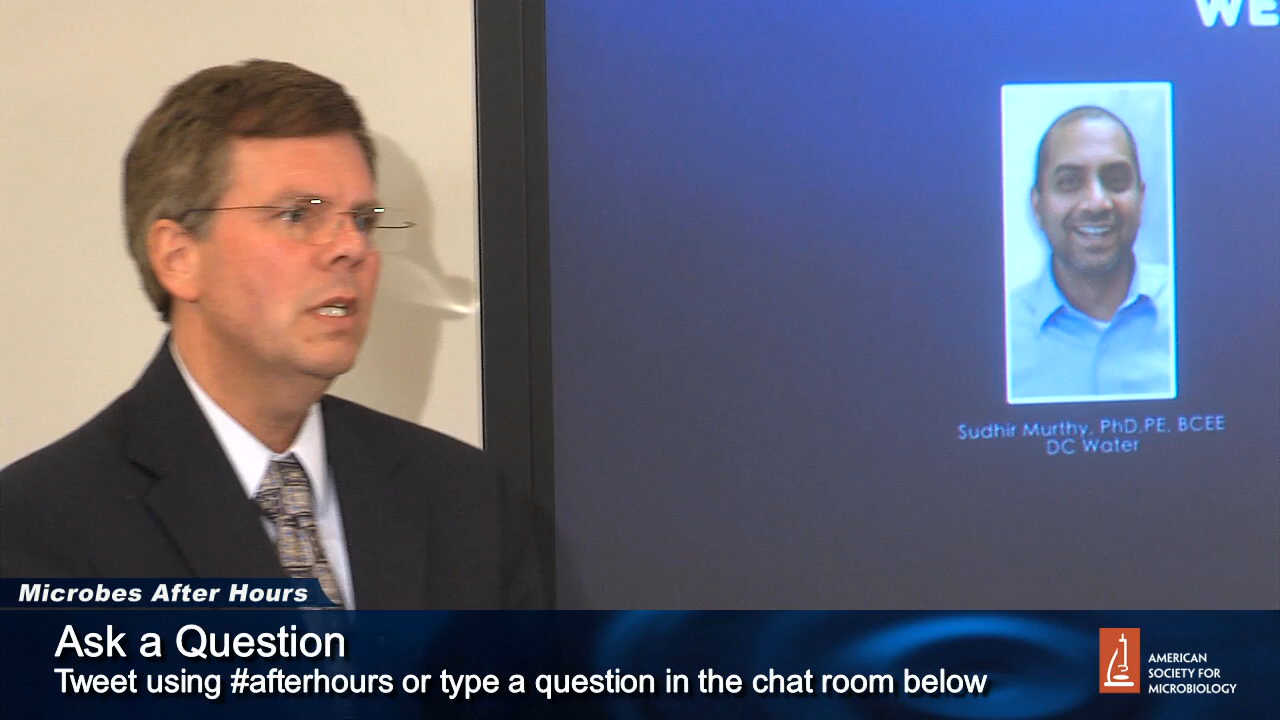 WE
Sudhir Murthy, PhD,PE, BCEE
DC Water
Microbes After Hours
Ask a Question
Tweet using #afterhours or type a question in the chat room below
AMERICAN
SOCIETY FOR
MICROBIOLOGY